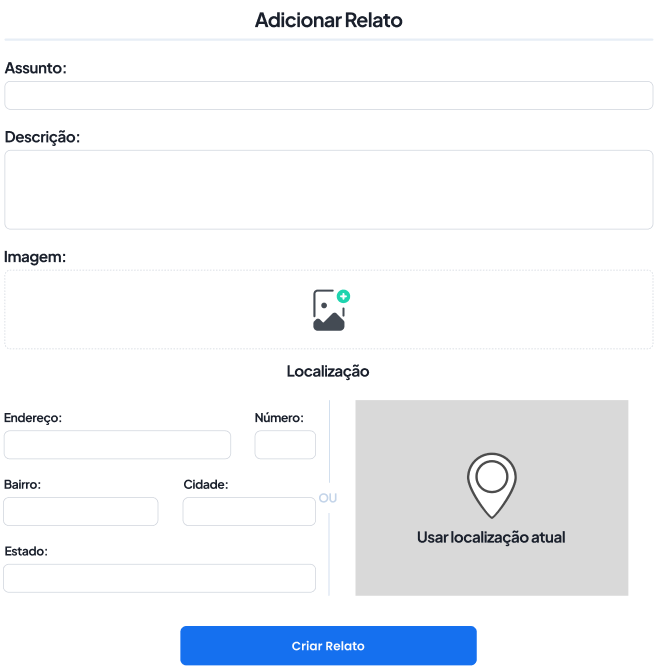 Adicionar Relato
Assunto:
Descrição:
Imagem:
Localização
Endereço:
Número:
Bairro:
Cidade:
Estado:
OU
Usar localização atual
Criar Relato